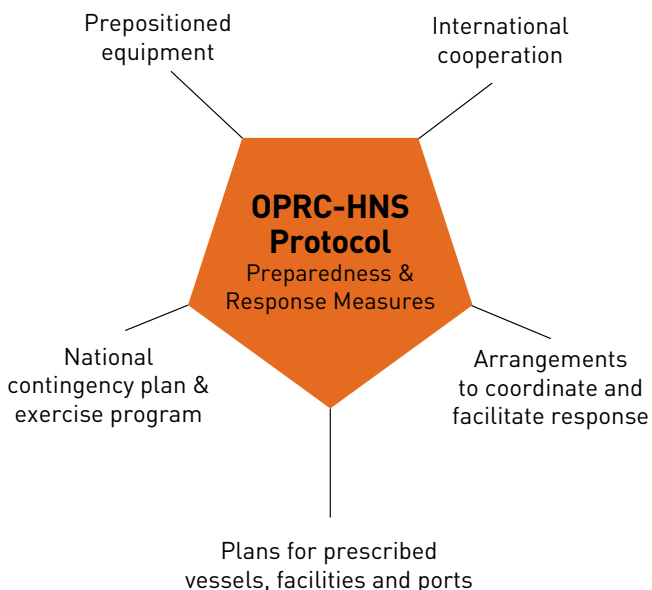 Prepositioned
equipment
International
cooperation
OPRC-HNS
Protocol
Preparedness &
Response Measures
National
contingency plan &
exercise program
Arrangements
to coordinate and
facilitate response
Plans for prescribed
vessels, facilities and ports